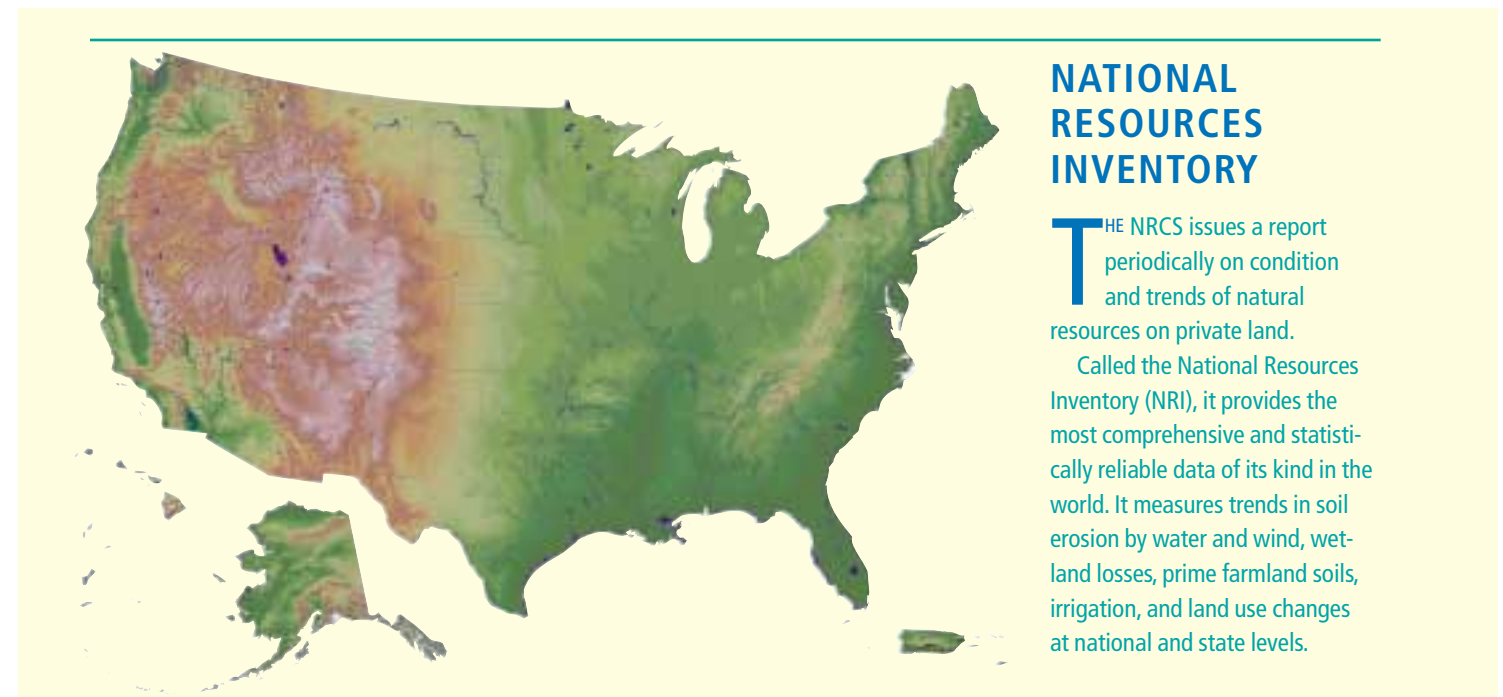 NATIONAL
RESOURCES
INVENTORY
THE NRCS issues a report
periodically on condition
and trends of natural
resources on private land.
Called the National Resources
Inventory (NRI), it provides the
most comprehensive and statisti-
cally reliable data of its kind in the
world. It measures trends in soil
erosion by water and wind, wet-
land losses, prime farmland soils,
irrigation, and land use changes
at national and state levels.